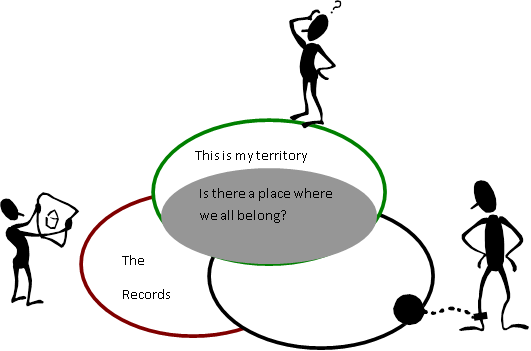 ?
This is my territory
Is there a place where
we all belong?
The
Records